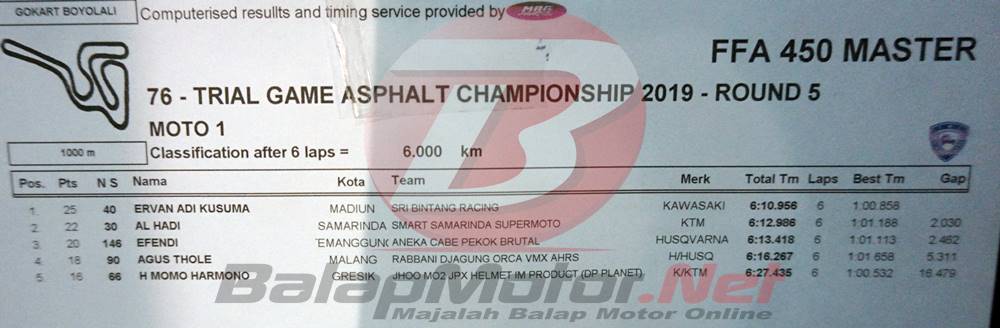 GOKART BOYOLALI
Computerised resullts and timing service provided by MBG
FFA 450 MASTER
76 - TRIAL GAME ASPHALT CHAMPIONSHIP 2019 - ROUND 5
MOTO 1
1000 m Classification after 6 laps = 6.000 km
Pos. Pts N S Nama Kota Team Merk Total Tm Laps Best Tm Gap
1. 25 40 ERVAN ADI KUSUMA MADIUN SRI BINTANG RACING KAWASAKI 6:10.956 6 1:00.858
2. 22 30 AL HADI SAMARINDA SMART SAMARINDA SUPERMOTO KTM 6:12.986 6 1:01.188 2.030
3. 20 146 EFENDI TEMANGGUNG ANEKA CABE PEKOK BRUTAL HUSQVARNA 6:13.418 6 1:01.113 2.462
4. 18 90 AGUS THOLE MALANG RABBANI DJAGUNG ORCA VMX AHRS H/HUSQ 6:16.267 6 1:01.658 5.311
5. 16 66 H MOMO HARMONO GRESIK JHOO MO2 JPX HELMET IM PRODUCT (DP PLANET) K/KTM 6:27.435 6 1:00.532 16.479
BalapMotor.Net
Majalah Balap Motor Online